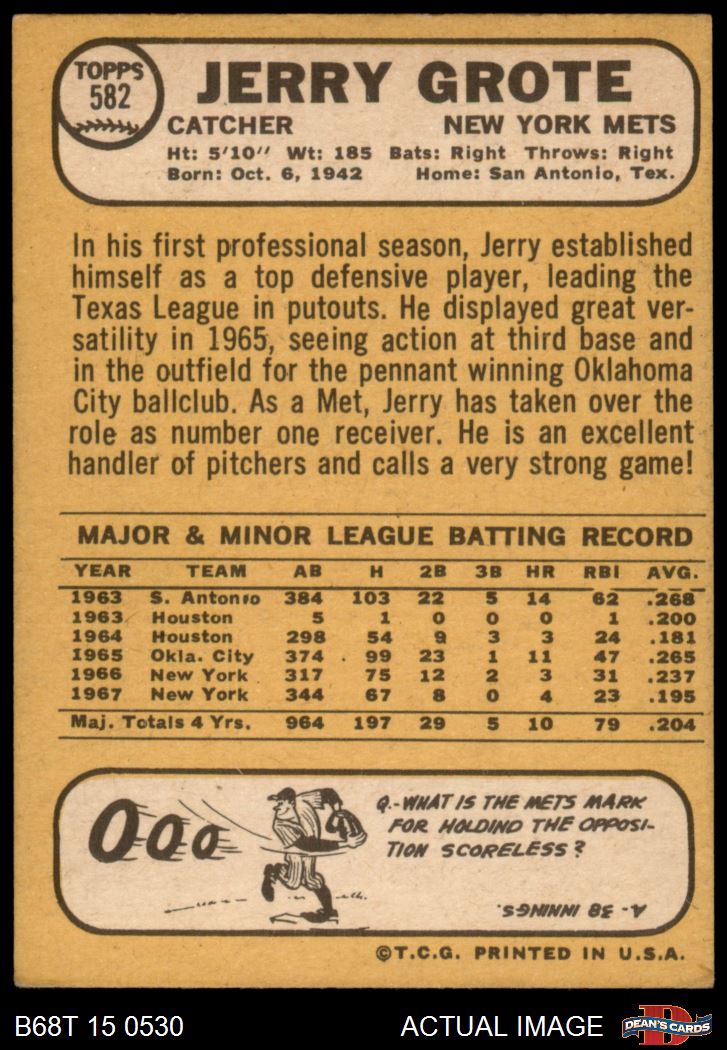 TOPPS
582
JERRY GROTE
CATCHER NEW YORK METS
Ht: 5'10" Wt: 185 Bats: Right Throws: Right
Born: Oct. 6, 1942 Home: San Antonio, Tex.
In his first professional season, Jerry established
himself as a top defensive player, leading the
Texas League in putouts. He displayed great ver-
satility in 1965, seeing action at third base and
in the outfield for the pennant winning Oklahoma
City ballclub. As a Met, Jerry has taken over the
role as number one receiver. He is an excellent
handler of pitchers and calls a very strong game!
MAJOR & MINOR LEAGUE BATTING RECORD
YEAR TEAM AB H 2B 3B HR RBI AVG.
1963 S. Antonio 384 103 22 5 14 62 .268
1963 Houston 5 1 0 0 0 1 .200
1964 Houston 298 54 9 3 3 24 .181
1965 Okla. City 374 99 23 1 11 47 .265
1966 New York 317 75 12 2 3 31 .237
1967 New York 344 67 8 0 4 23 .195
Maj. Totals 4 Yrs. 964 197 29 5 10 79 .204
000
Q.-WHAT IS THE METS MARK
FOR HOLDIND THE OPPOSI-
TION SCORELESS?
A.- 38 INNINGS.
©T.C.G. PRINTED IN U.S.A.
B68T 15 0530 ACTUAL IMAGE
D
DEAN'S CARDS